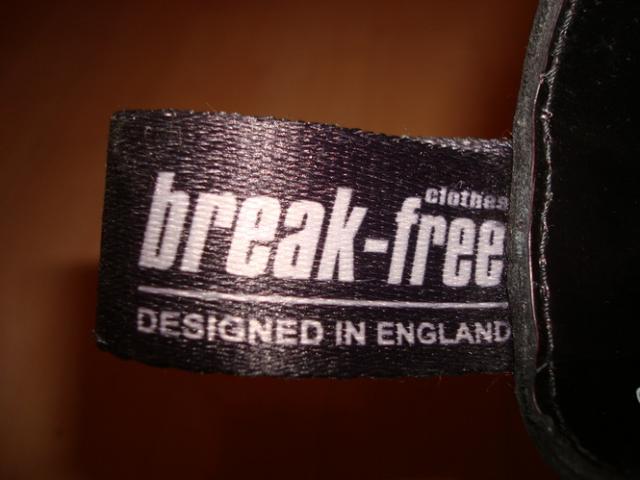 clothes
break-free
DESIGNED IN ENGLAND